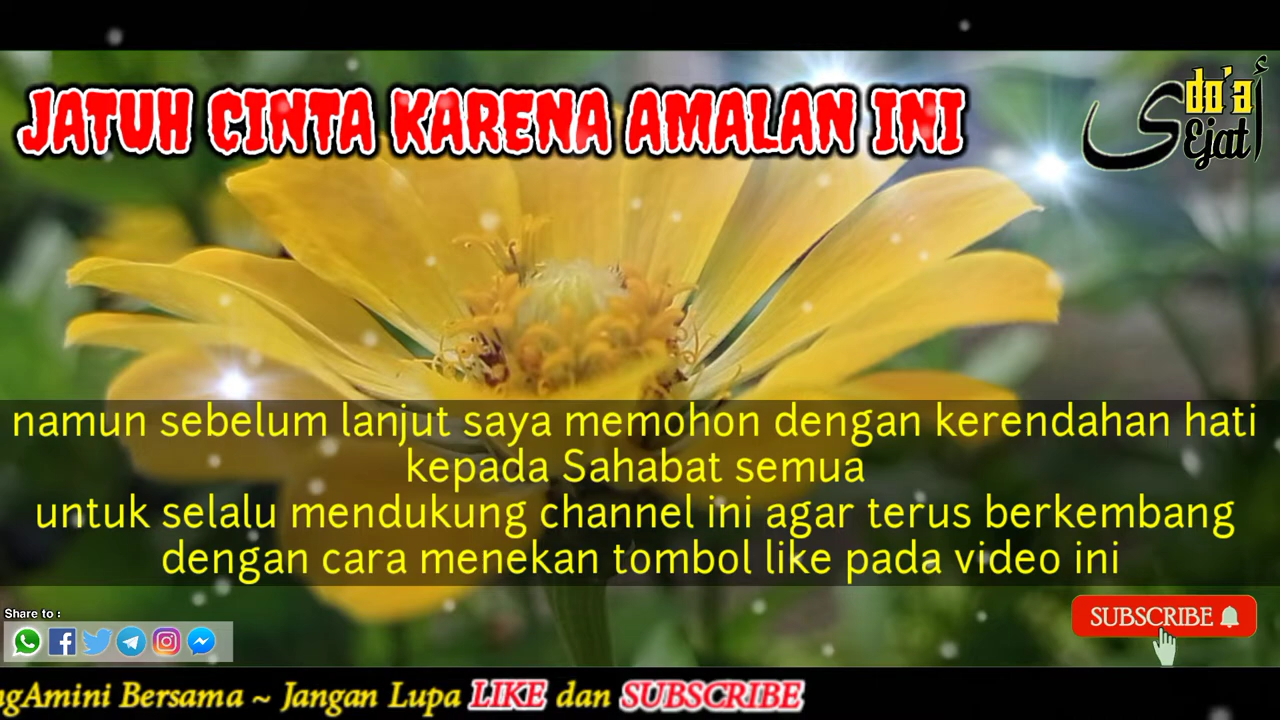 JATUH CINTA KARENA AMALAN INI
do'a
Ejati
namun sebelum lanjut saya memohon dengan kerendahan hati
kepada Sahabat semua
untuk selalu mendukung channel ini agar terus berkembang
dengan cara menekan tombol like pada video ini
Share to :
SUBSCRIBE
ngAmini Bersama ~ Jangan Lupa LIKE dan SUBSCRIBE